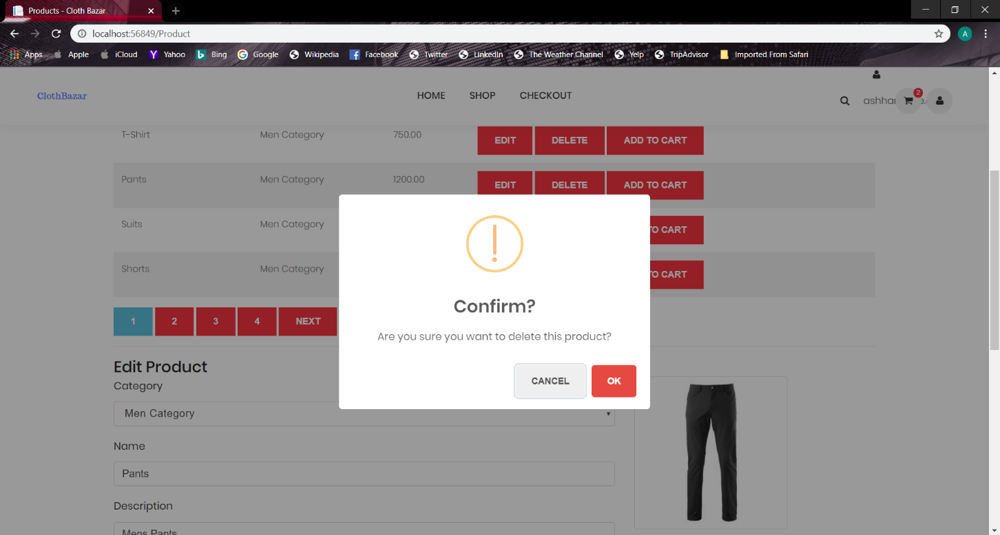 Products - Cloth Bazar
localhost:56849/Product
A
Apps Apple iCloud Yahoo Bing Google Wikipedia Facebook Twitter LinkedIn The Weather Channel Yelp TripAdvisor Imported From Safari
ClothBazar HOME SHOP CHECKOUT 2
T-Shirt Men Category 750.00 EDIT DELETE ADD TO CART
Pants Men Category 1200.00 EDIT DELETE ADD TO CART
Suits Men Category TO CART
Shorts Men Category TO CART
Confirm?
1 2 3 4 NEXT
Are you sure you want to delete this product?
Edit Product
CANCEL OK
Category
Men Category
Name
Pants
Description
Mens Pants